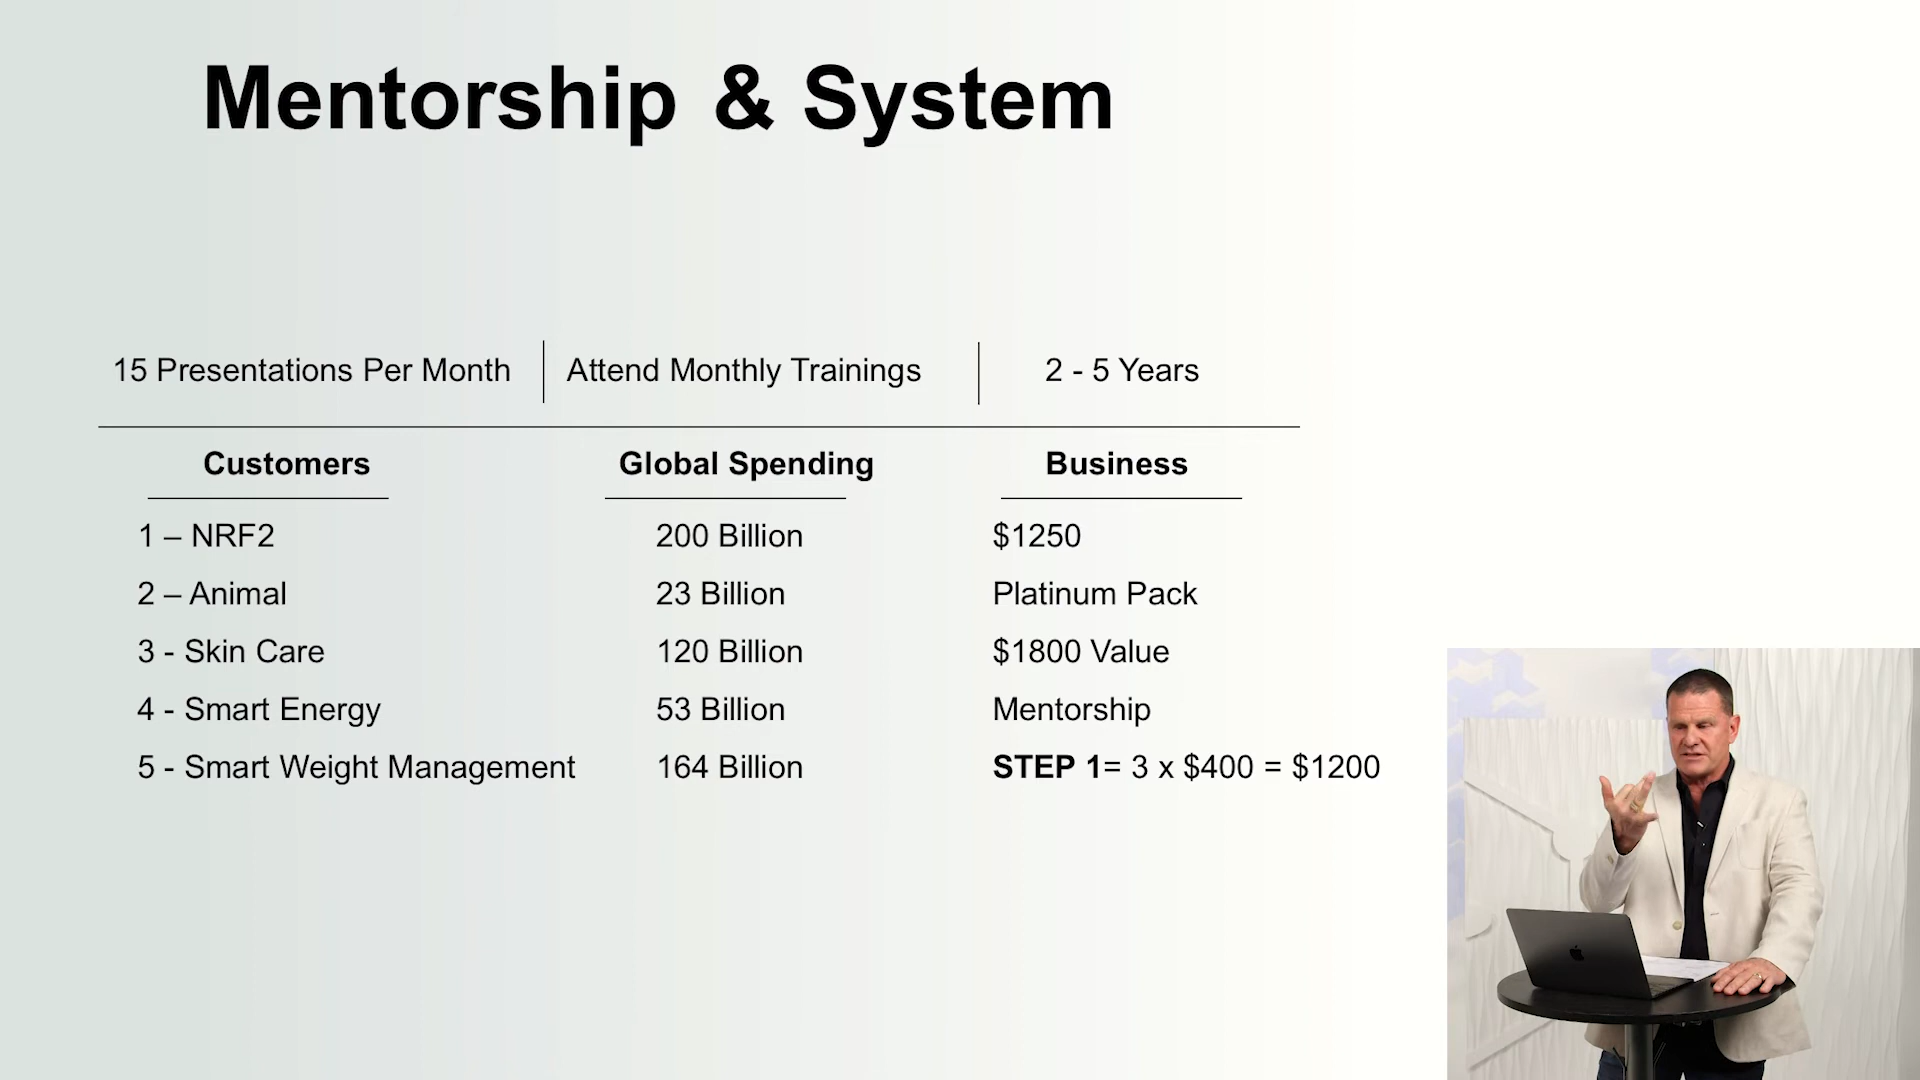 Mentorship & System
15 Presentations Per Month
Attend Monthly Trainings
2 - 5 Years
Customers
Global Spending
Business
1 – NRF2
200 Billion
$1250
2 – Animal
23 Billion
Platinum Pack
3 - Skin Care
120 Billion
$1800 Value
4 - Smart Energy
53 Billion
Mentorship
5 - Smart Weight Management
164 Billion
STEP 1= 3 x $400 = $1200